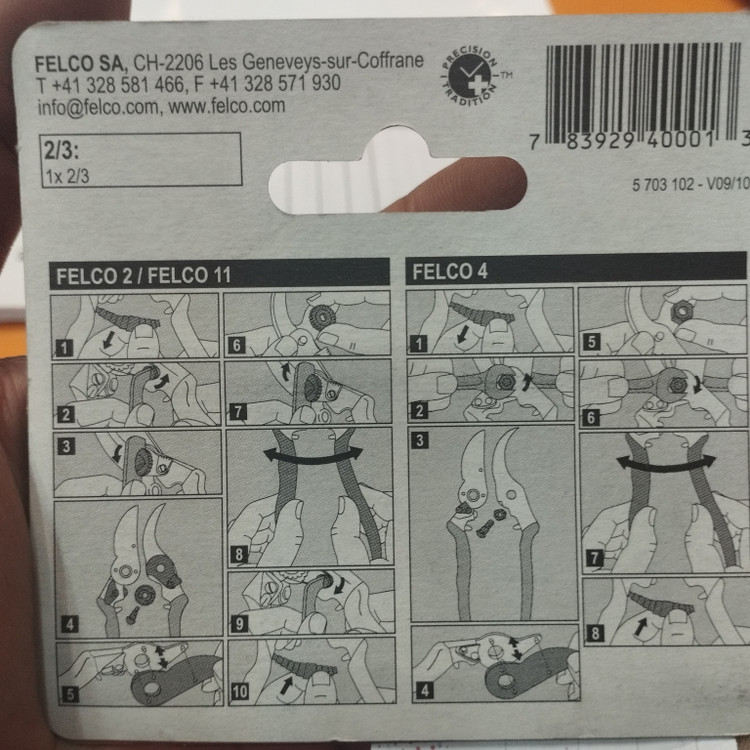 FELCO SA, CH-2206 Les Geneveys-sur-Coffrane
T +41 328 581 466, F +41 328 571 930
info@felco.com, www.felco.com
PRECISION
TRADITION
TM
7 83929 40001 3
2/3:
1x 2/3
5 703 102 - V09/10
FELCO 2 / FELCO 11
1
2
3
4
5
6
7
8
9
10
FELCO 4
1
2
3
4
5
6
7
8